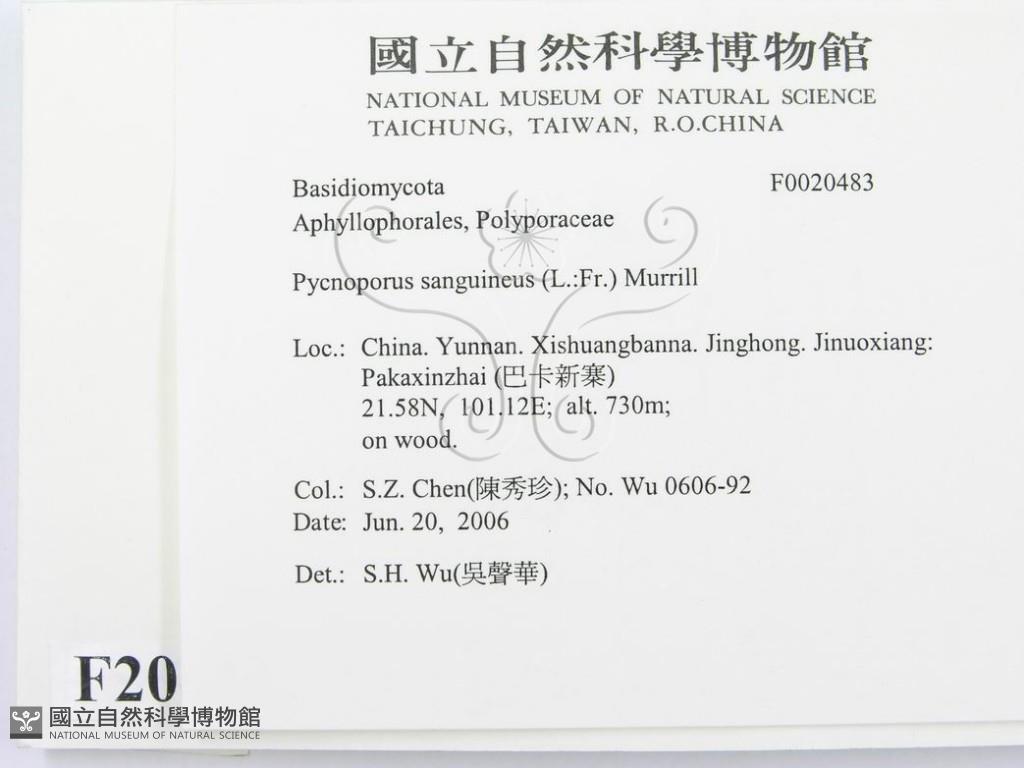 國立自然科學博物館
NATIONAL MUSEUM OF NATURAL SCIENCE
TAICHUNG, TAIWAN, R.O.CHINA
Basidiomycota F0020483
Aphyllophorales, Polyporaceae
Pycnoporus sanguineus (L.:Fr.) Murrill
Loc.: China. Yunnan. Xishuangbanna. Jinghong. Jinuoxiang:
Pakaxinzhai (巴卡新寨)
21.58N, 101.12E; alt. 730m;
on wood.
Col.: S.Z. Chen(陳秀珍); No. Wu 0606-92
Date: Jun. 20, 2006
Det.: S.H. Wu(吳聲華)
F20
國立自然科學博物館
NATIONAL MUSEUM OF NATURAL SCIENCE